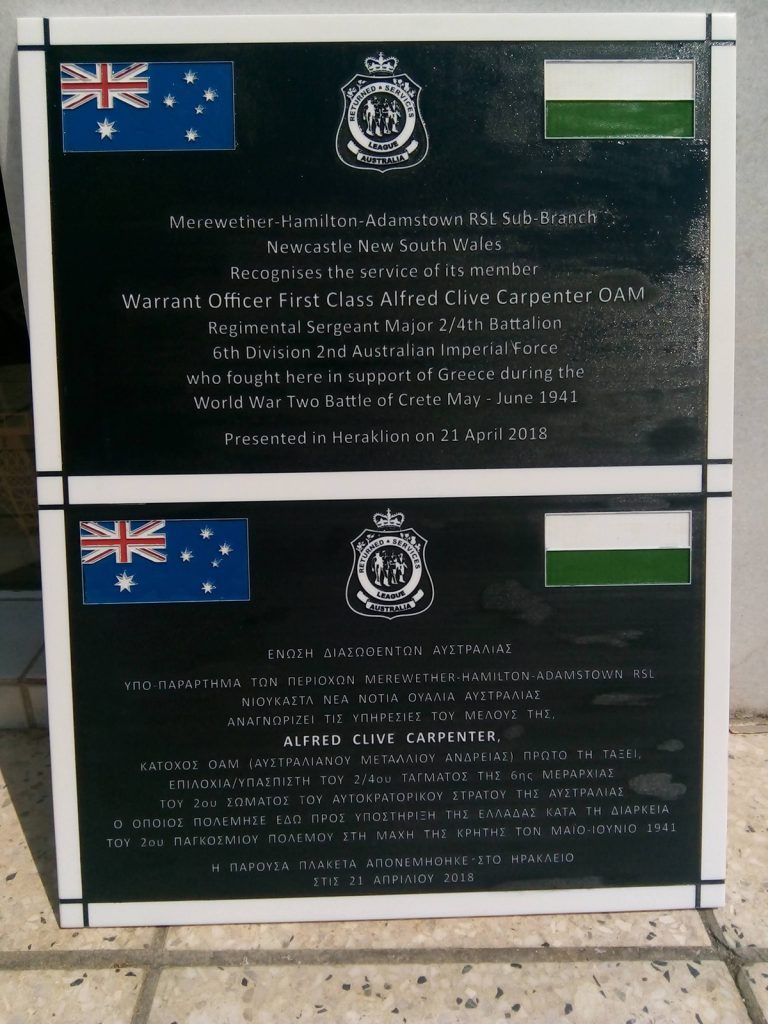 RETURNED SERVICES
LEAGUE
AUSTRALIA
Merewether-Hamilton-Adamstown RSL Sub-Branch
Newcastle New South Wales
Recognises the service of its member
Warrant Officer First Class Alfred Clive Carpenter OAM
Regimental Sergeant Major 2/4th Battalion
6th Division 2nd Australian Imperial Force
who fought here in support of Greece during the
World War Two Battle of Crete May - June 1941
Presented in Heraklion on 21 April 2018
RETURNED SERVICES
LEAGUE
AUSTRALIA
ΕΝΩΣΗ ΔΙΑΣΩΘΕΝΤΩΝ ΑΥΣΤΡΑΛΙΑΣ
ΥΠΟ-ΠΑΡΑΡΤΗΜΑ ΤΩΝ ΠΕΡΙΟΧΩΝ MEREWETHER-HAMILTON-ADAMSTOWN RSL
ΝΙΟΥΚΑΣΤΛ ΝΕΑ ΝΟΤΙΑ ΟΥΑΛΙΑ ΑΥΣΤΡΑΛΙΑΣ
ΑΝΑΓΝΩΡΙΖΕΙ ΤΙΣ ΥΠΗΡΕΣΙΕΣ ΤΟΥ ΜΕΛΟΥΣ ΤΗΣ,
ALFRED CLIVE CARPENTER,
ΚΑΤΟΧΟΣ ΟΑΜ (ΑΥΣΤΡΑΛΙΑΝΟΥ ΜΕΤΑΛΛΙΟΥ ΑΝΔΡΕΙΑΣ) ΠΡΩΤΟ ΤΗ ΤΑΞΕΙ,
ΕΠΙΛΟΧΙΑ/ΥΠΑΣΠΙΣΤΗ ΤΟΥ 2/4ου ΤΑΓΜΑΤΟΣ ΤΗΣ 6ης ΜΕΡΑΡΧΙΑΣ
ΤΟΥ 2ου ΣΩΜΑΤΟΣ ΤΟΥ ΑΥΤΟΚΡΑΤΟΡΙΚΟΥ ΣΤΡΑΤΟΥ ΤΗΣ ΑΥΣΤΡΑΛΙΑΣ
Ο ΟΠΟΙΟΣ ΠΟΛΕΜΗΣΕ ΕΔΩ ΠΡΟΣ ΥΠΟΣΤΗΡΙΞΗ ΤΗΣ ΕΛΛΑΔΑΣ ΚΑΤΑ ΤΗ ΔΙΑΡΚΕΙΑ
ΤΟΥ 2ου ΠΑΓΚΟΣΜΙΟΥ ΠΟΛΕΜΟΥ ΣΤΗ ΜΑΧΗ ΤΗΣ ΚΡΗΤΗΣ ΤΟΝ ΜΑΪΟ-ΙΟΥΝΙΟ 1941
Η ΠΑΡΟΥΣΑ ΠΛΑΚΕΤΑ ΑΠΟΝΕΜΗΘΗΚΕ ΣΤΟ ΗΡΑΚΛΕΙΟ
ΣΤΙΣ 21 ΑΠΡΙΛΙΟΥ 2018